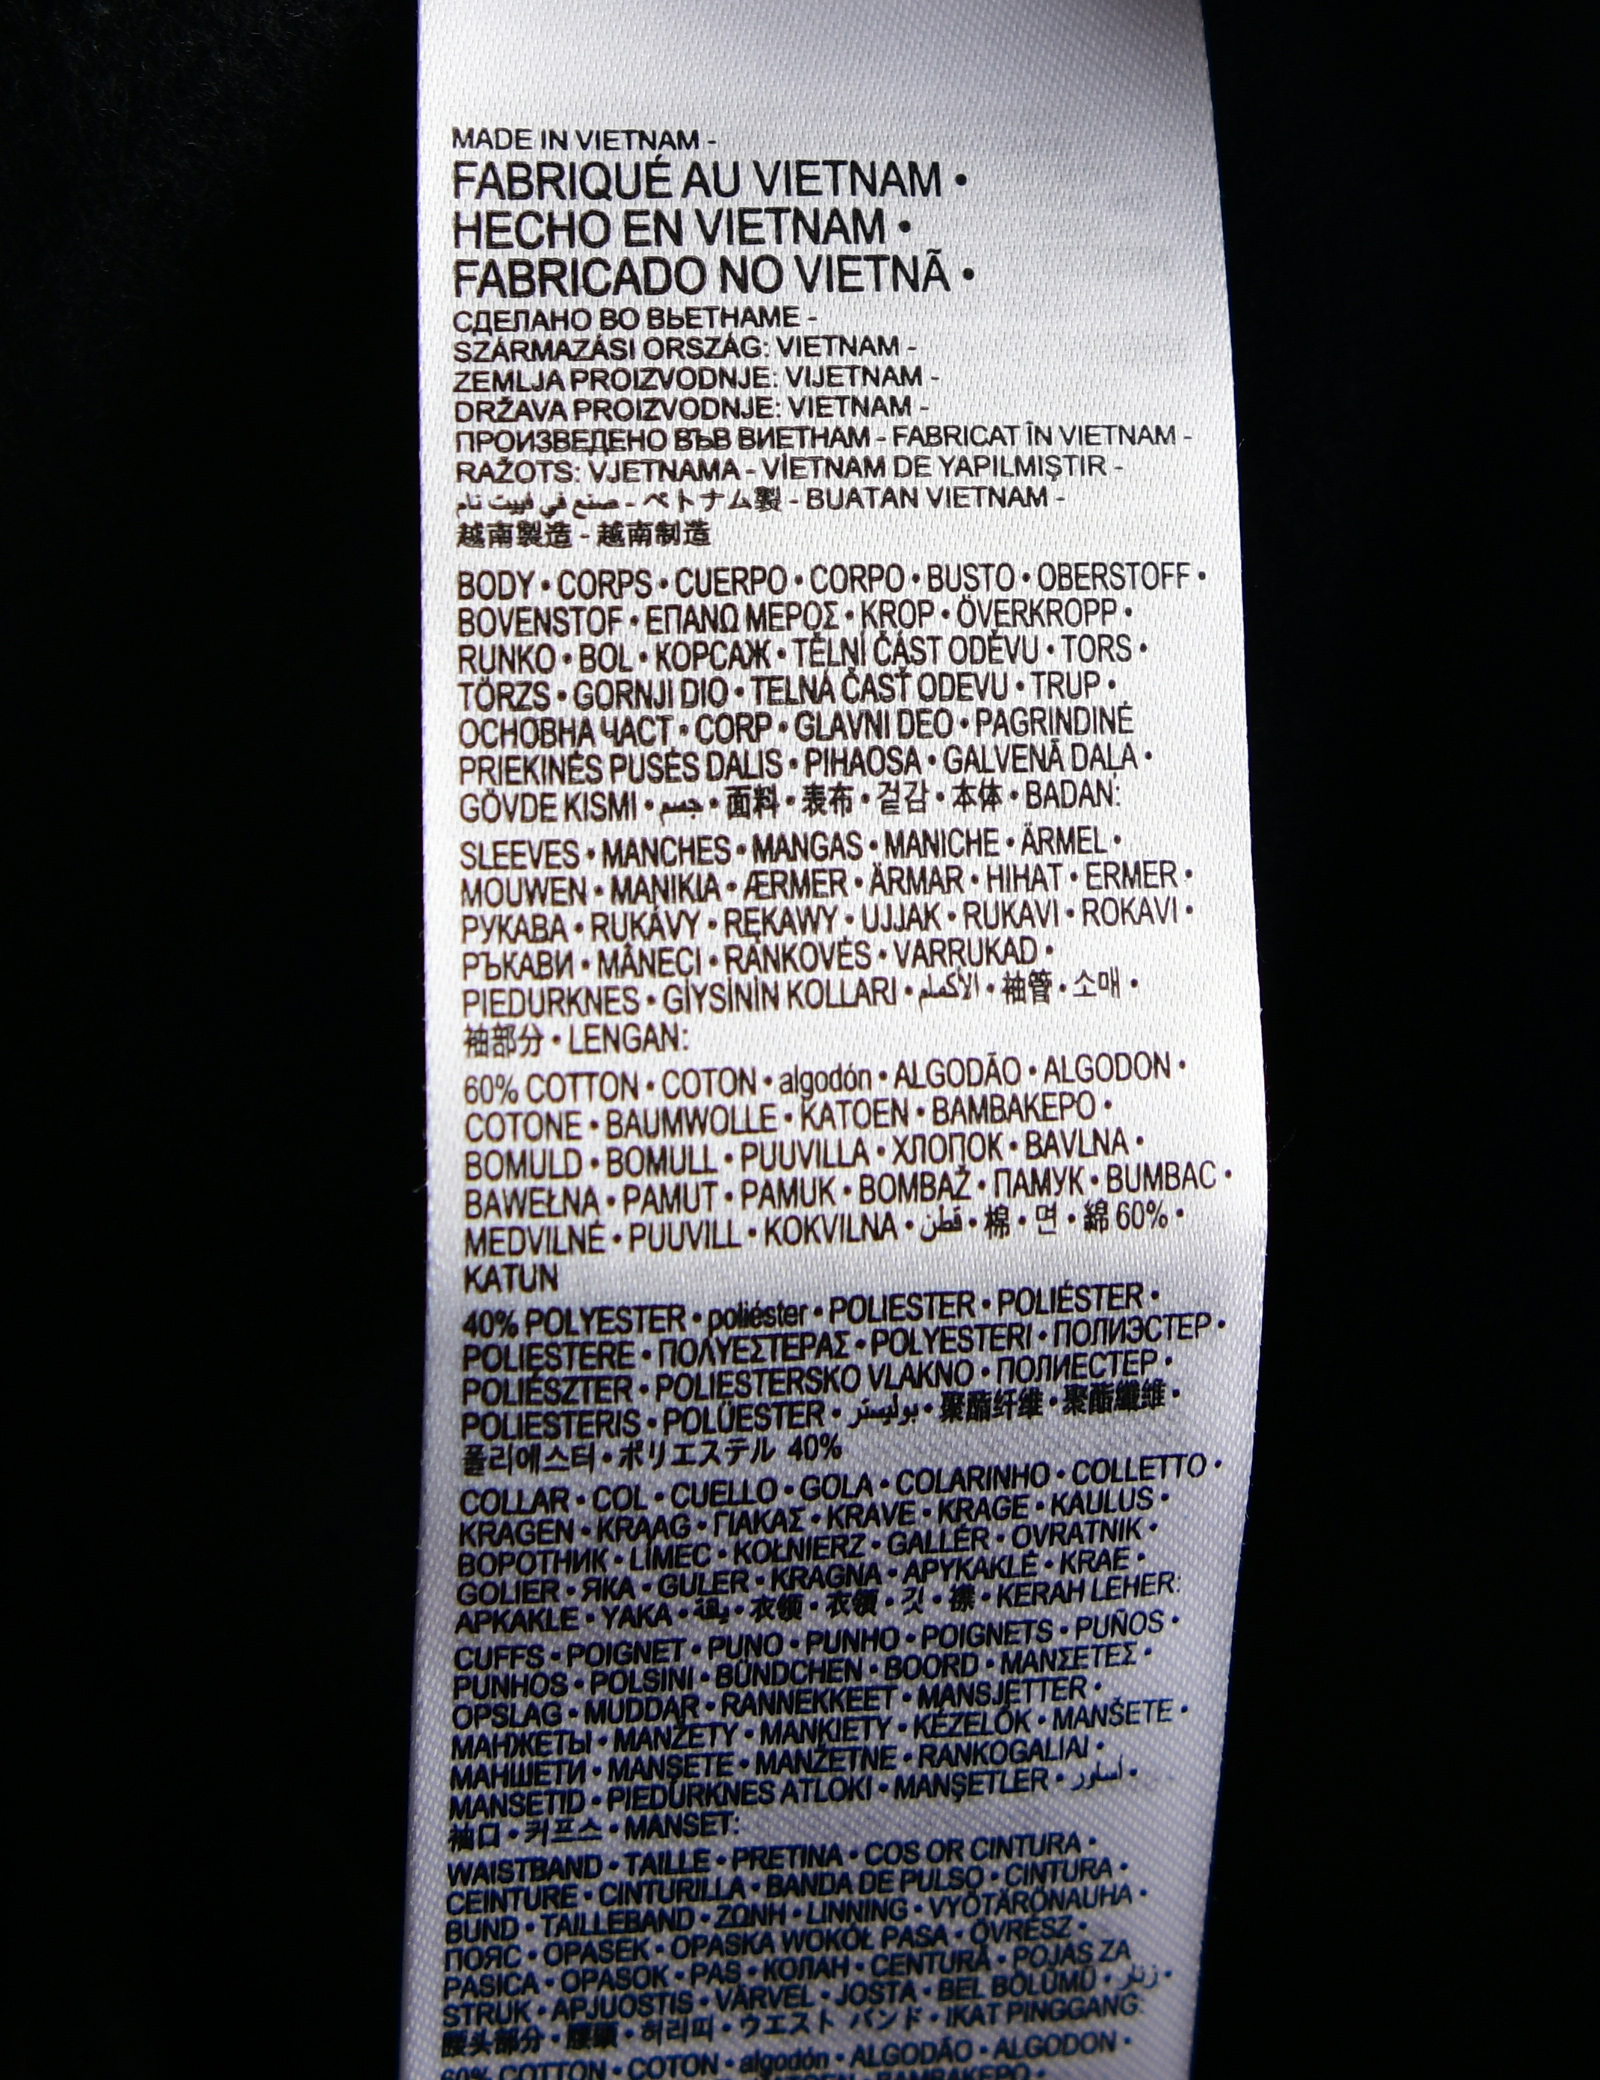 MADE IN VIETNAM -
FABRIQUÉ AU VIETNAM •
HECHO EN VIETNAM •
FABRICADO NO VIETNÃ •
СДЕЛАНО ВО ВЬЕТНАМЕ -
SZÁRMAZÁSI ORSZÁG: VIETNAM -
ZEMLJA PROIZVODNJE: VIJETNAM -
DRŽAVA PROIZVODNJE: VIETNAM -
ПРОИЗВЕДЕНО ВЪВ ВИЕТНАМ - FABRICAT ÎN VIETNAM -
RAŽOTS: VJETNAMA - VİETNAM DE YAPILMIŞTIR -
صنع في فييت نام - ベトナム製 - BUATAN VIETNAM -
越南製造 - 越南制造
BODY • CORPS • CUERPO • CORPO • BUSTO • OBERSTOFF •
BOVENSTOF • ΕΠΑΝΩ ΜΕΡΟΣ • KROP • ÖVERKROPP •
RUNKO • BOL • КОРСАЖ • TĚLNÍ ČÁST ODĚVU • TORS •
TÖRZS • GORNJI DIO • TELNÁ ČASŤ ODEVU • TRUP •
ОСНОВНА ЧАСТ • CORP • GLAVNI DEO • PAGRINDINĖ
PRIEKINĖS PUSĖS DALIS • PIHAOSA • GALVENĀ DAĻA •
GÖVDE KISMI • جسم • 面料 • 表布 • 겉감 • 本体 • BADAN:
SLEEVES • MANCHES • MANGAS • MANICHE • ÄRMEL •
MOUWEN • ΜΑΝΙΚΙΑ • ÆRMER • ÄRMAR • HIHAT • ERMER •
РУКАВА • RUKÁVY • RĘKAWY • UJJAK • RUKAVI • ROKAVI •
РЪКАВИ • MÂNECI • RANKOVĖS • VARRUKAD •
PIEDURKNES • GİYSİNİN KOLLARI • الأكمام • 袖管 • 소매 •
袖部分 • LENGAN:
60% COTTON • COTON • algodón • ALGODÃO • ALGODON •
COTONE • BAUMWOLLE • KATOEN • ΒΑΜΒΑΚΕΡΟ •
BOMULD • BOMULL • PUUVILLA • ХЛОПОК • BAVLNA •
BAWEŁNA • PAMUT • PAMUK • BOMBAŽ • ПАМУК • BUMBAC •
MEDVILNĖ • PUUVILL • KOKVILNA • قطن • 棉 • 면 • 綿 60% •
KATUN
40% POLYESTER • poliéster • POLIESTER • POLIÉSTER •
POLIESTERE • ΠΟΛΥΕΣΤΕΡΑΣ • POLYESTERI • ПОЛИЭСТЕР •
POLIÉSZTER • POLIESTERSKO VLAKNO • ПОЛИЕСТЕР •
POLIESTERIS • POLÜESTER • بوليستر • 聚酯纤维 • 聚酯纖維 •
폴리에스터 • ポリエステル 40%
COLLAR • COL • CUELLO • GOLA • COLARINHO • COLLETTO •
KRAGEN • KRAAG • ΓΙΑΚΑΣ • KRAVE • KRAGE • KAULUS •
ВОРОТНИК • LÍMEC • KOŁNIERZ • GALLÉR • OVRATNIK •
GOLIER • ЯКА • GULER • KRAGNA • APYKAKLĖ • KRAE •
APKAKLE • YAKA • ياقة • 衣领 • 衣領 • 깃 • 襟 • KERAH LEHER:
CUFFS • POIGNET • PUNO • PUNHO • POIGNETS • PUÑOS •
PUNHOS • POLSINI • BÜNDCHEN • BOORD • ΜΑΝΣΕΤΕΣ •
OPSLAG • MUDDAR • RANNEKKEET • MANSJETTER •
МАНЖЕТЫ • MANŽETY • MANKIETY • KÉZELŐK • MANŠETE •
МАНШЕТИ • MANȘETE • MANŽETNE • RANKOGALIAI •
MANSETID • PIEDURKNES ATLOKI • MANŞETLER • أساور •
袖口 • 커프스 • MANSET:
WAISTBAND • TAILLE • PRETINA • COS OR CINTURA •
CEINTURE • CINTURILLA • BANDA DE PULSO • CINTURA •
BUND • TAILLEBAND • ΖΩΝΗ • LINNING • VYÖTÄRÖNAUHA •
ПОЯС • OPASEK • OPASKA WOKÓŁ PASA • ÖVRÉSZ •
PASICA • OPASOK • PAS • КОЛАН • CENTURĂ • POJAS ZA
STRUK • APJUOSTIS • VÄRVEL • JOSTA • BEL BÖLÜMÜ • زنار •
腰头部分 • 腰頭 • 허리피 • ウエスト バンド • IKAT PINGGANG:
60% COTTON • COTON • algodón • ALGODÃO • ALGODON •